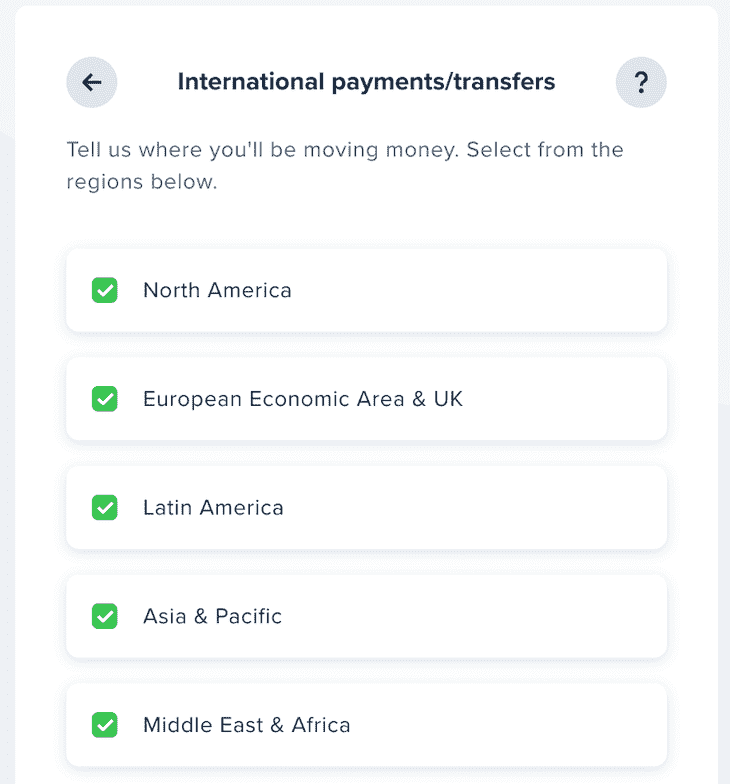 International payments/transfers
?
Tell us where you'll be moving money. Select from the
regions below.
North America
European Economic Area & UK
Latin America
Asia & Pacific
Middle East & Africa